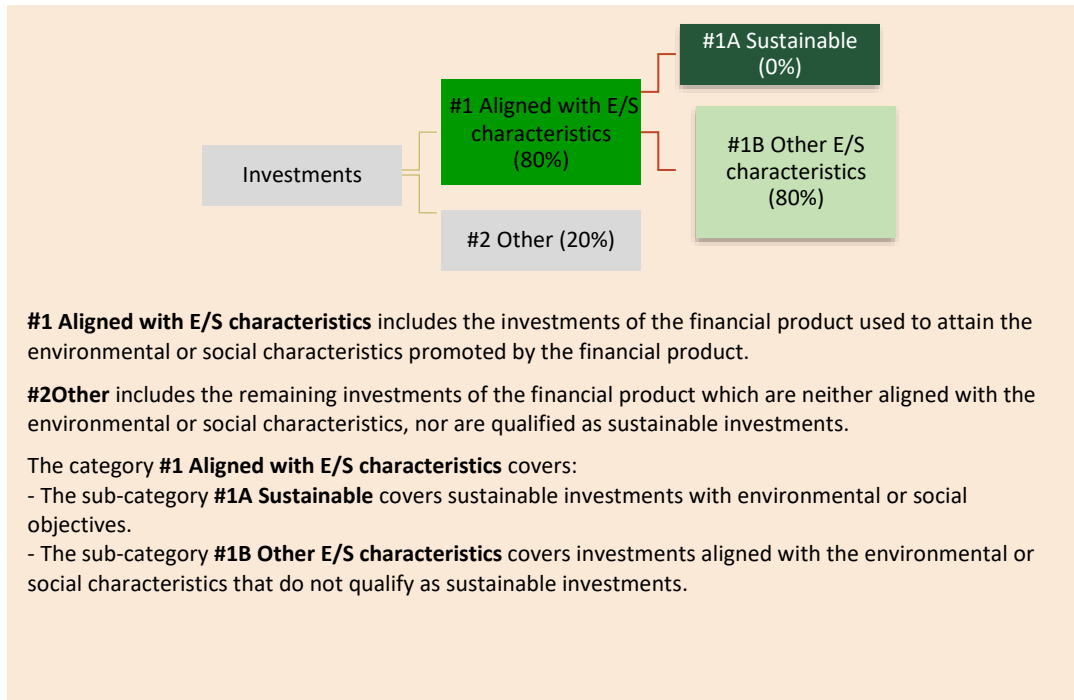 #1A Sustainable
(0%)
#1 Aligned with E/S
characteristics
(80%)
#1B Other E/S
characteristics
(80%)
Investments
#2 Other (20%)
#1 Aligned with E/S characteristics includes the investments of the financial product used to attain the
environmental or social characteristics promoted by the financial product.
#2Other includes the remaining investments of the financial product which are neither aligned with the
environmental or social characteristics, nor are qualified as sustainable investments.
The category #1 Aligned with E/S characteristics covers:
- The sub-category #1A Sustainable covers sustainable investments with environmental or social
objectives.
- The sub-category #1B Other E/S characteristics covers investments aligned with the environmental or
social characteristics that do not qualify as sustainable investments.